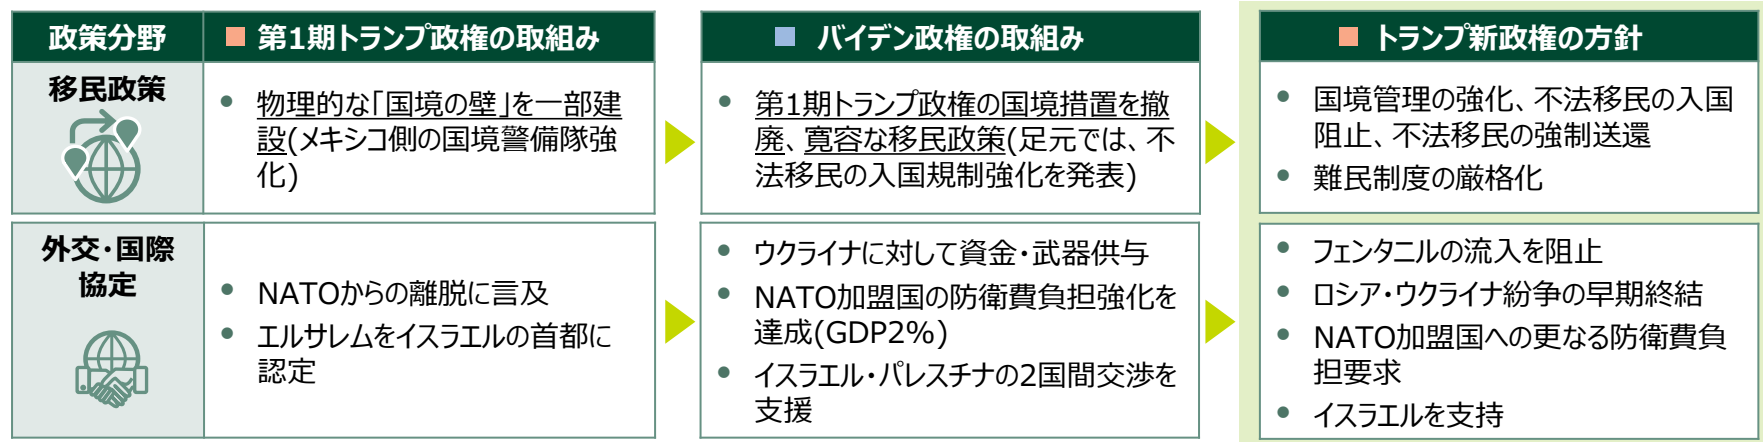 政策分野
第1期トランプ政権の取組み
バイデン政権の取組み
トランプ新政権の方針
移民政策
• 物理的な「国境の壁」を一部建
設(メキシコ側の国境警備隊強
化)
• 第1期トランプ政権の国境措置を撤
廃、寛容な移民政策(足元では、不
法移民の入国規制強化を発表)
• 国境管理の強化、不法移民の入国
阻止、不法移民の強制送還
• 難民制度の厳格化
外交・国際
協定
• NATOからの離脱に言及
• エルサレムをイスラエルの首都に
認定
• ウクライナに対して資金・武器供与
• NATO加盟国の防衛費負担強化を
達成(GDP2%)
• イスラエル・パレスチナの2国間交渉を
支援
• フェンタニルの流入を阻止
• ロシア・ウクライナ紛争の早期終結
• NATO加盟国への更なる防衛費負
担要求
• イスラエルを支持